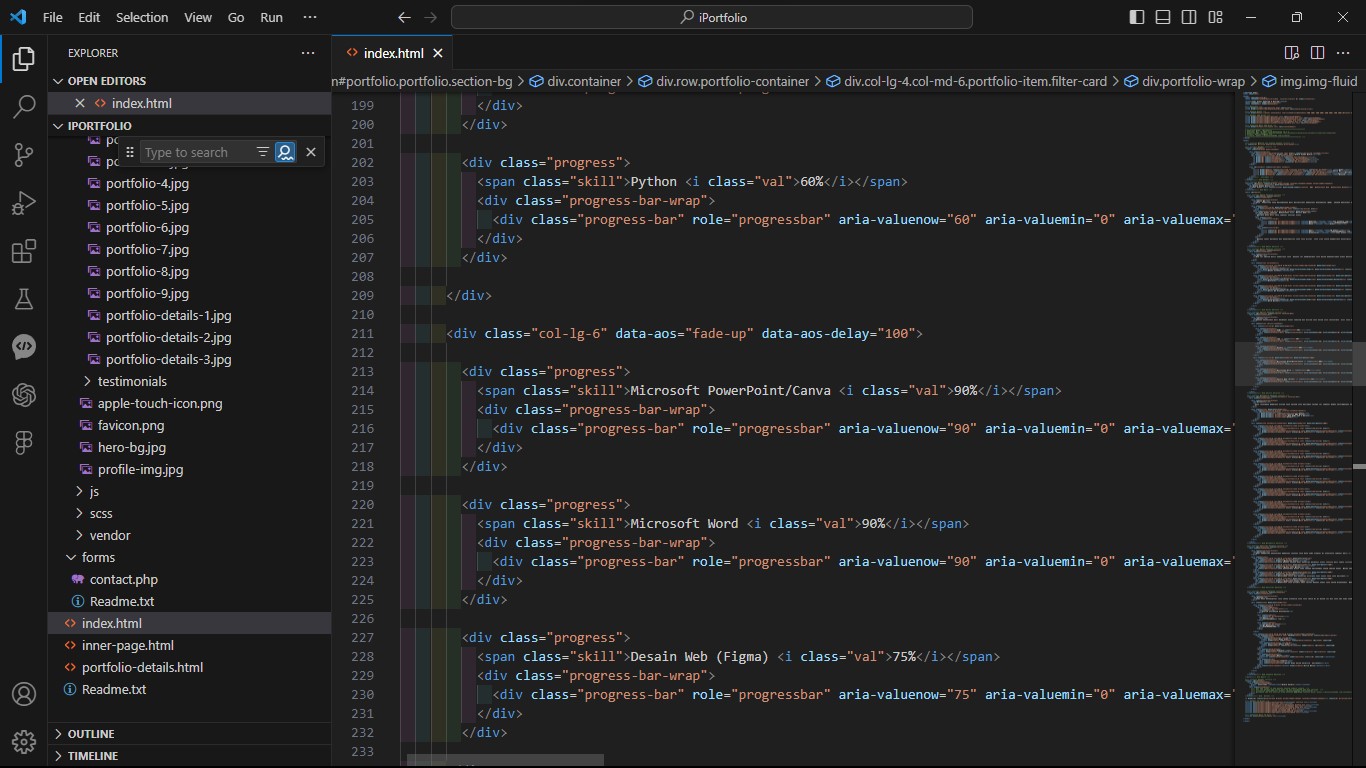 File Edit Selection View Go Run ··· iPortfolio
EXPLORER ···
OPEN EDITORS
index.html
IPORTFOLIO
Type to search
portfolio-4.jpg
portfolio-5.jpg
portfolio-6.jpg
portfolio-7.jpg
portfolio-8.jpg
portfolio-9.jpg
portfolio-details-1.jpg
portfolio-details-2.jpg
portfolio-details-3.jpg
testimonials
apple-touch-icon.png
favicon.png
hero-bg.jpg
profile-img.jpg
js
scss
vendor
forms
contact.php
Readme.txt
index.html
inner-page.html
portfolio-details.html
Readme.txt
OUTLINE
TIMELINE
index.html
n#portfolio.portfolio.section-bg > div.container > div.row.portfolio-container > div.col-lg-4.col-md-6.portfolio-item.filter-card > div.portfolio-wrap > img.img-fluid
199 </div>
200 </div>
201
202 <div class="progress">
203 <span class="skill">Python <i class="val">60%</i></span>
204 <div class="progress-bar-wrap">
205 <div class="progress-bar" role="progressbar" aria-valuenow="60" aria-valuemin="0" aria-valuemax="
206 </div>
207 </div>
208
209 </div>
210
211 <div class="col-lg-6" data-aos="fade-up" data-aos-delay="100">
212
213 <div class="progress">
214 <span class="skill">Microsoft PowerPoint/Canva <i class="val">90%</i></span>
215 <div class="progress-bar-wrap">
216 <div class="progress-bar" role="progressbar" aria-valuenow="90" aria-valuemin="0" aria-valuemax="
217 </div>
218 </div>
219
220 <div class="progress">
221 <span class="skill">Microsoft Word <i class="val">90%</i></span>
222 <div class="progress-bar-wrap">
223 <div class="progress-bar" role="progressbar" aria-valuenow="90" aria-valuemin="0" aria-valuemax="
224 </div>
225 </div>
226
227 <div class="progress">
228 <span class="skill">Desain Web (Figma) <i class="val">75%</i></span>
229 <div class="progress-bar-wrap">
230 <div class="progress-bar" role="progressbar" aria-valuenow="75" aria-valuemin="0" aria-valuemax="
231 </div>
232 </div>
233